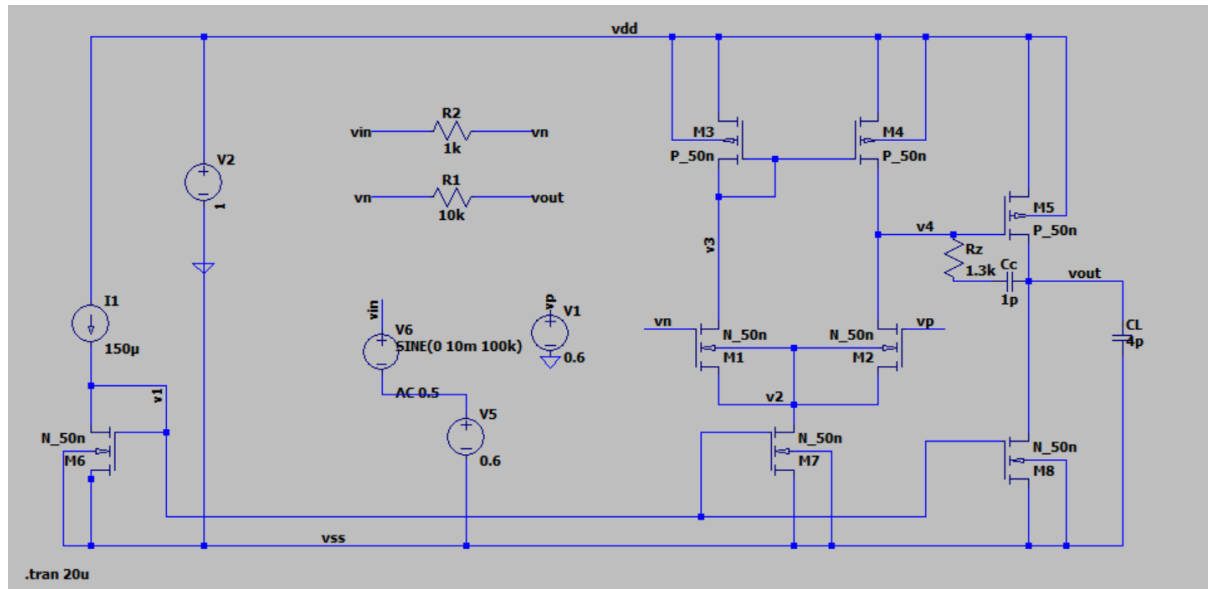 vdd
R2
vin
vn
1k
M3
M4
P_50n
P_50n
V2
1
R1
vn
vout
10k
M5
P_50n
v3
v4
Rz
1.3k
Cc
1p
vout
I1
150µ
vin
V6
SINE(0 10m 100k)
AC 0.5
vp
V1
0.6
vn
N_50n
M1
N_50n
vp
M2
CL
4p
v1
v2
V5
0.6
N_50n
M6
N_50n
M7
N_50n
M8
vss
.tran 20u